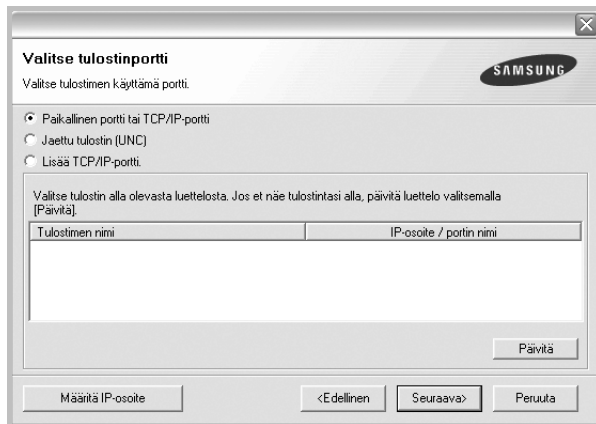 Valitse tulostinportti
Valitse tulostimen käyttämä portti.
SAMSUNG
Paikallinen portti tai TCP/IP-portti
Jaettu tulostin (UNC)
Lisää TCP/IP-portti.
Valitse tulostin alla olevasta luettelosta. Jos et näe tulostintasi alla, päivitä luettelo valitsemalla
[Päivitä].
Tulostimen nimi
IP-osoite / portin nimi
Päivitä
Määritä IP-osoite
<Edellinen
Seuraava>
Peruuta